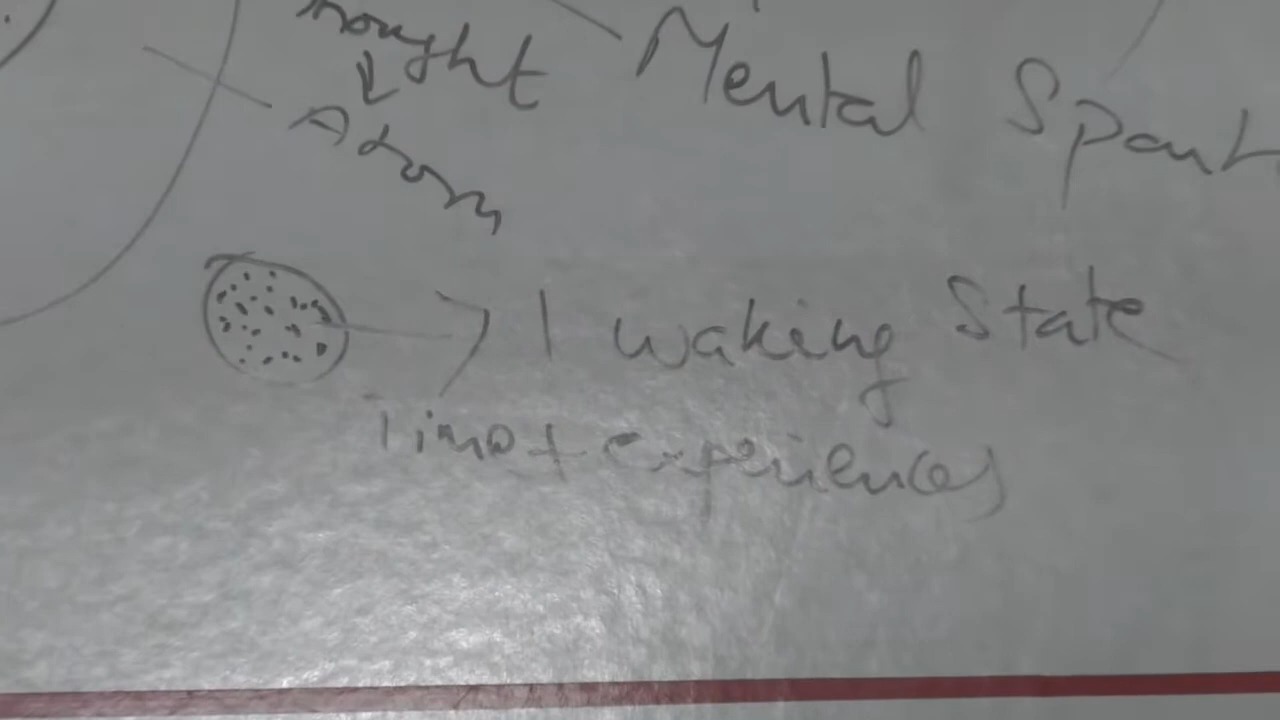 Mental
Atom
1 waking State
Time + experiences